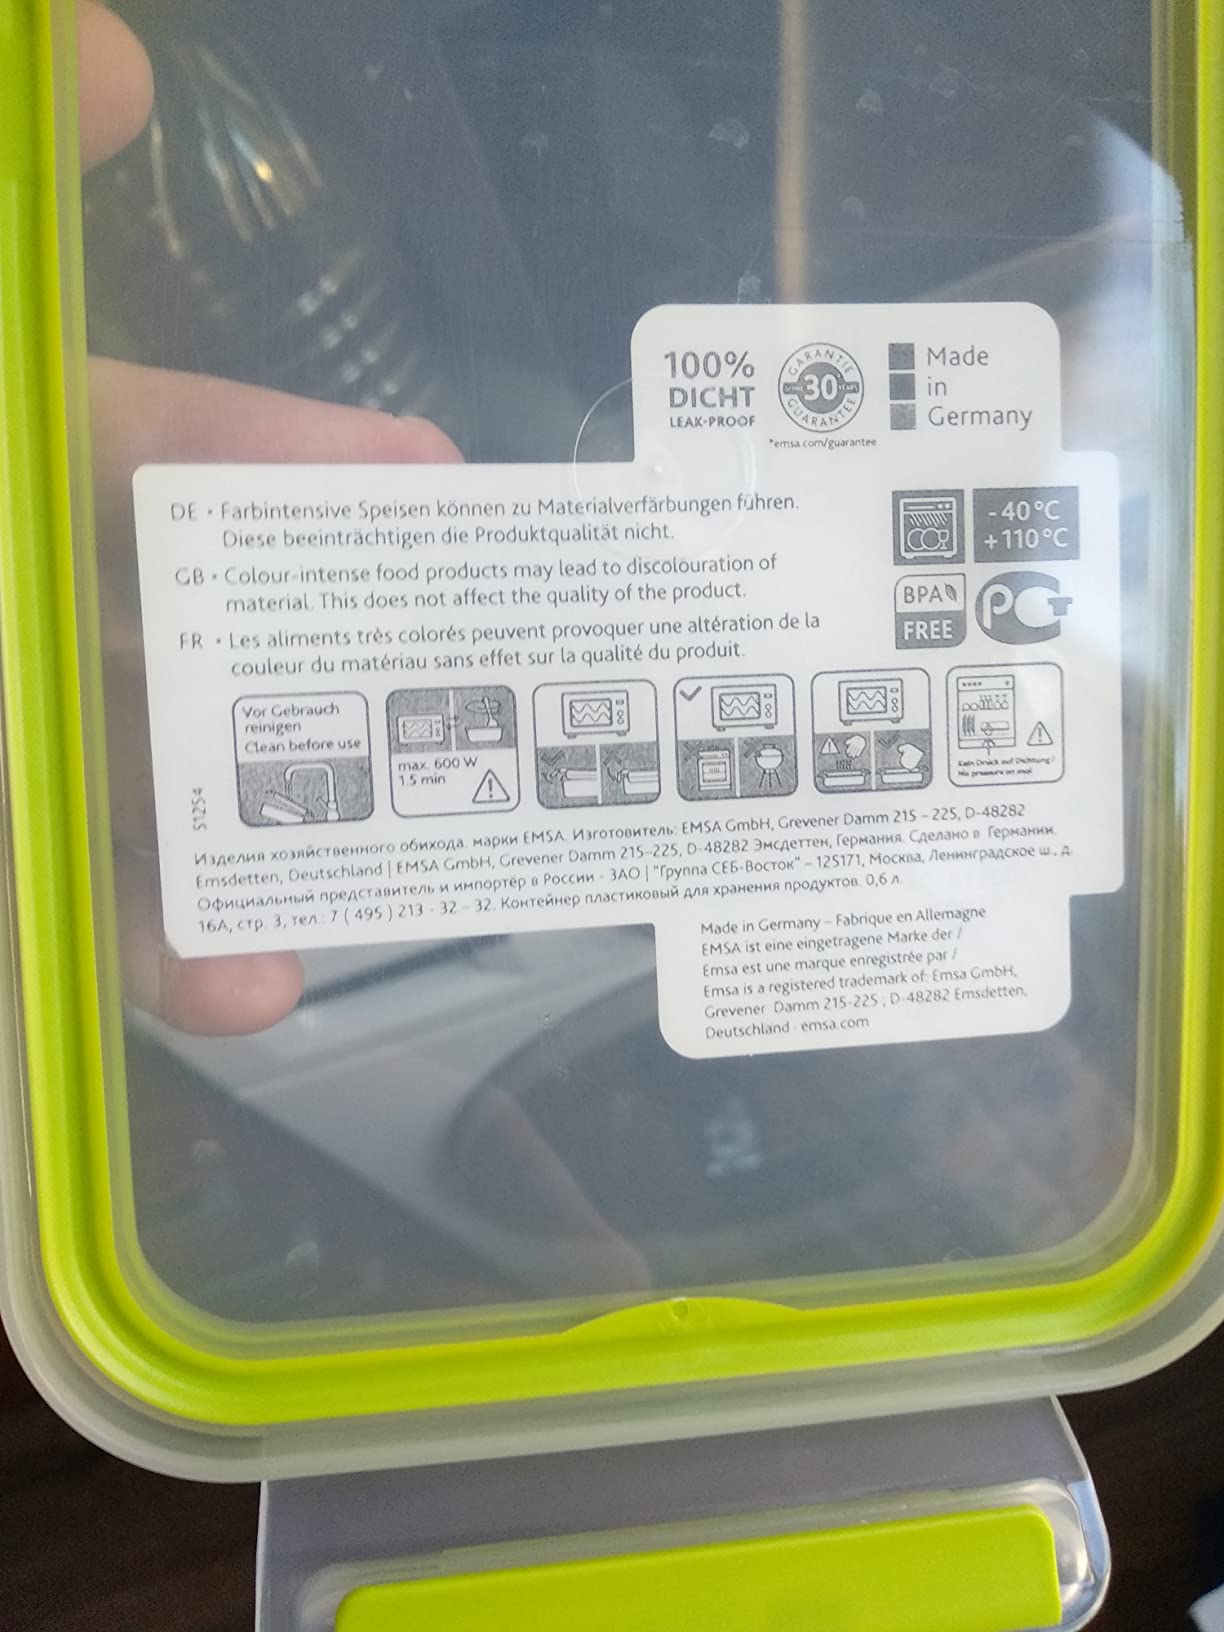 100%
DICHT
LEAK-PROOF
GARANTIE
30
GUARANTEE
*emsa.com/guarantee
Made
in
Germany
DE • Farbintensive Speisen können zu Materialverfärbungen führen.
Diese beeinträchtigen die Produktqualität nicht.
GB • Colour-intense food products may lead to discolouration of
material. This does not affect the quality of the product.
FR • Les aliments très colorés peuvent provoquer une altération de la
couleur du matériau sans effet sur la qualité du produit.
-40°C
+110°C
BPA
FREE
РСТ
Vor Gebrauch
reinigen
Clean before use
max. 600 W
1.5 min
Kein Druck auf Dichtung /
No pressure on seal
51254
Изделия хозяйственного обихода. марки EMSA. Изготовитель: EMSA GmbH, Grevener Damm 215 – 225, D-48282
Emsdetten, Deutschland | EMSA GmbH, Grevener Damm 215–225, D-48282 Эмсдеттен, Германия. Сделано в Германии.
Официальный представитель и импортёр в России - ЗАО | "Группа СЕБ-Восток" – 125171, Москва, Ленинградское ш., д.
16А, стр. 3, тел.: 7 ( 495 ) 213 - 32 – 32. Контейнер пластиковый для хранения продуктов. 0,6 л.
Made in Germany – Fabrique en Allemagne
EMSA ist eine eingetragene Marke der /
Emsa est une marque enregistrée par /
Emsa is a registered trademark of: Emsa GmbH,
Grevener Damm 215-225 ; D-48282 Emsdetten,
Deutschland - emsa.com